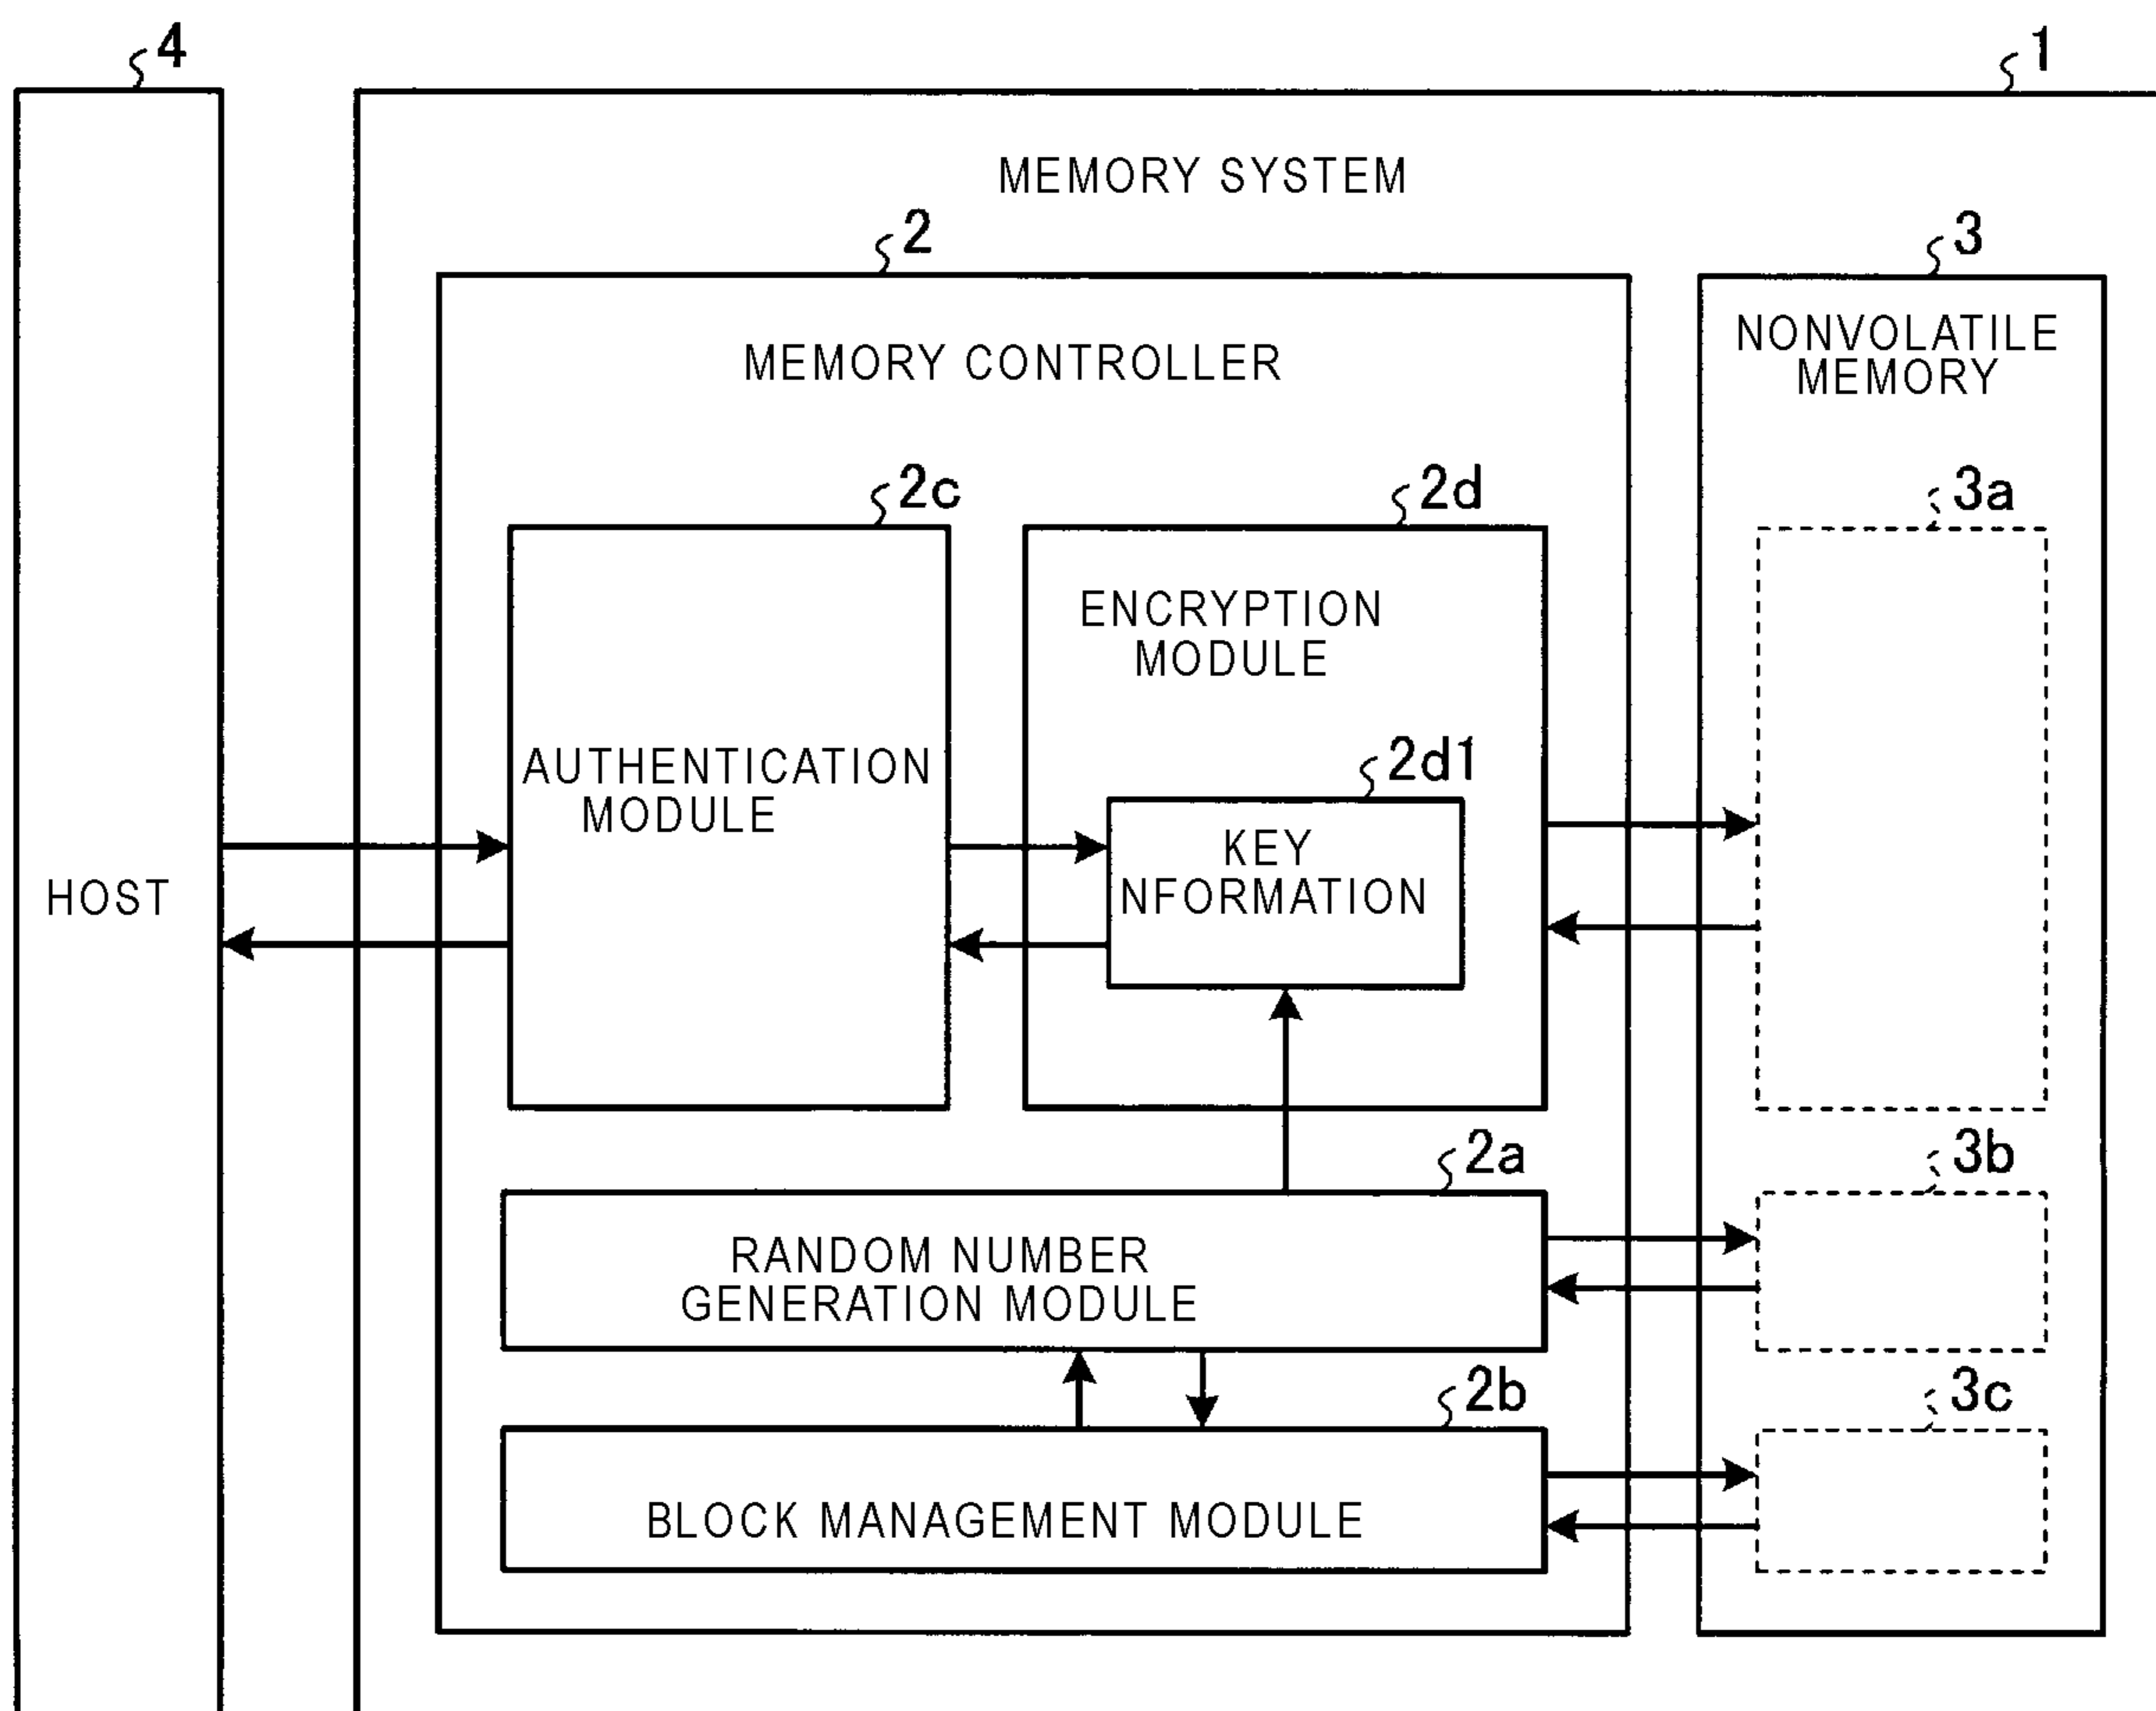 4
1
MEMORY SYSTEM
2
3
MEMORY CONTROLLER
NONVOLATILE
MEMORY
2c
2d
3a
ENCRYPTION
MODULE
AUTHENTICATION
MODULE
2d1
KEY
NFORMATION
HOST
2a
3b
RANDOM NUMBER
GENERATION MODULE
2b
3c
BLOCK MANAGEMENT MODULE